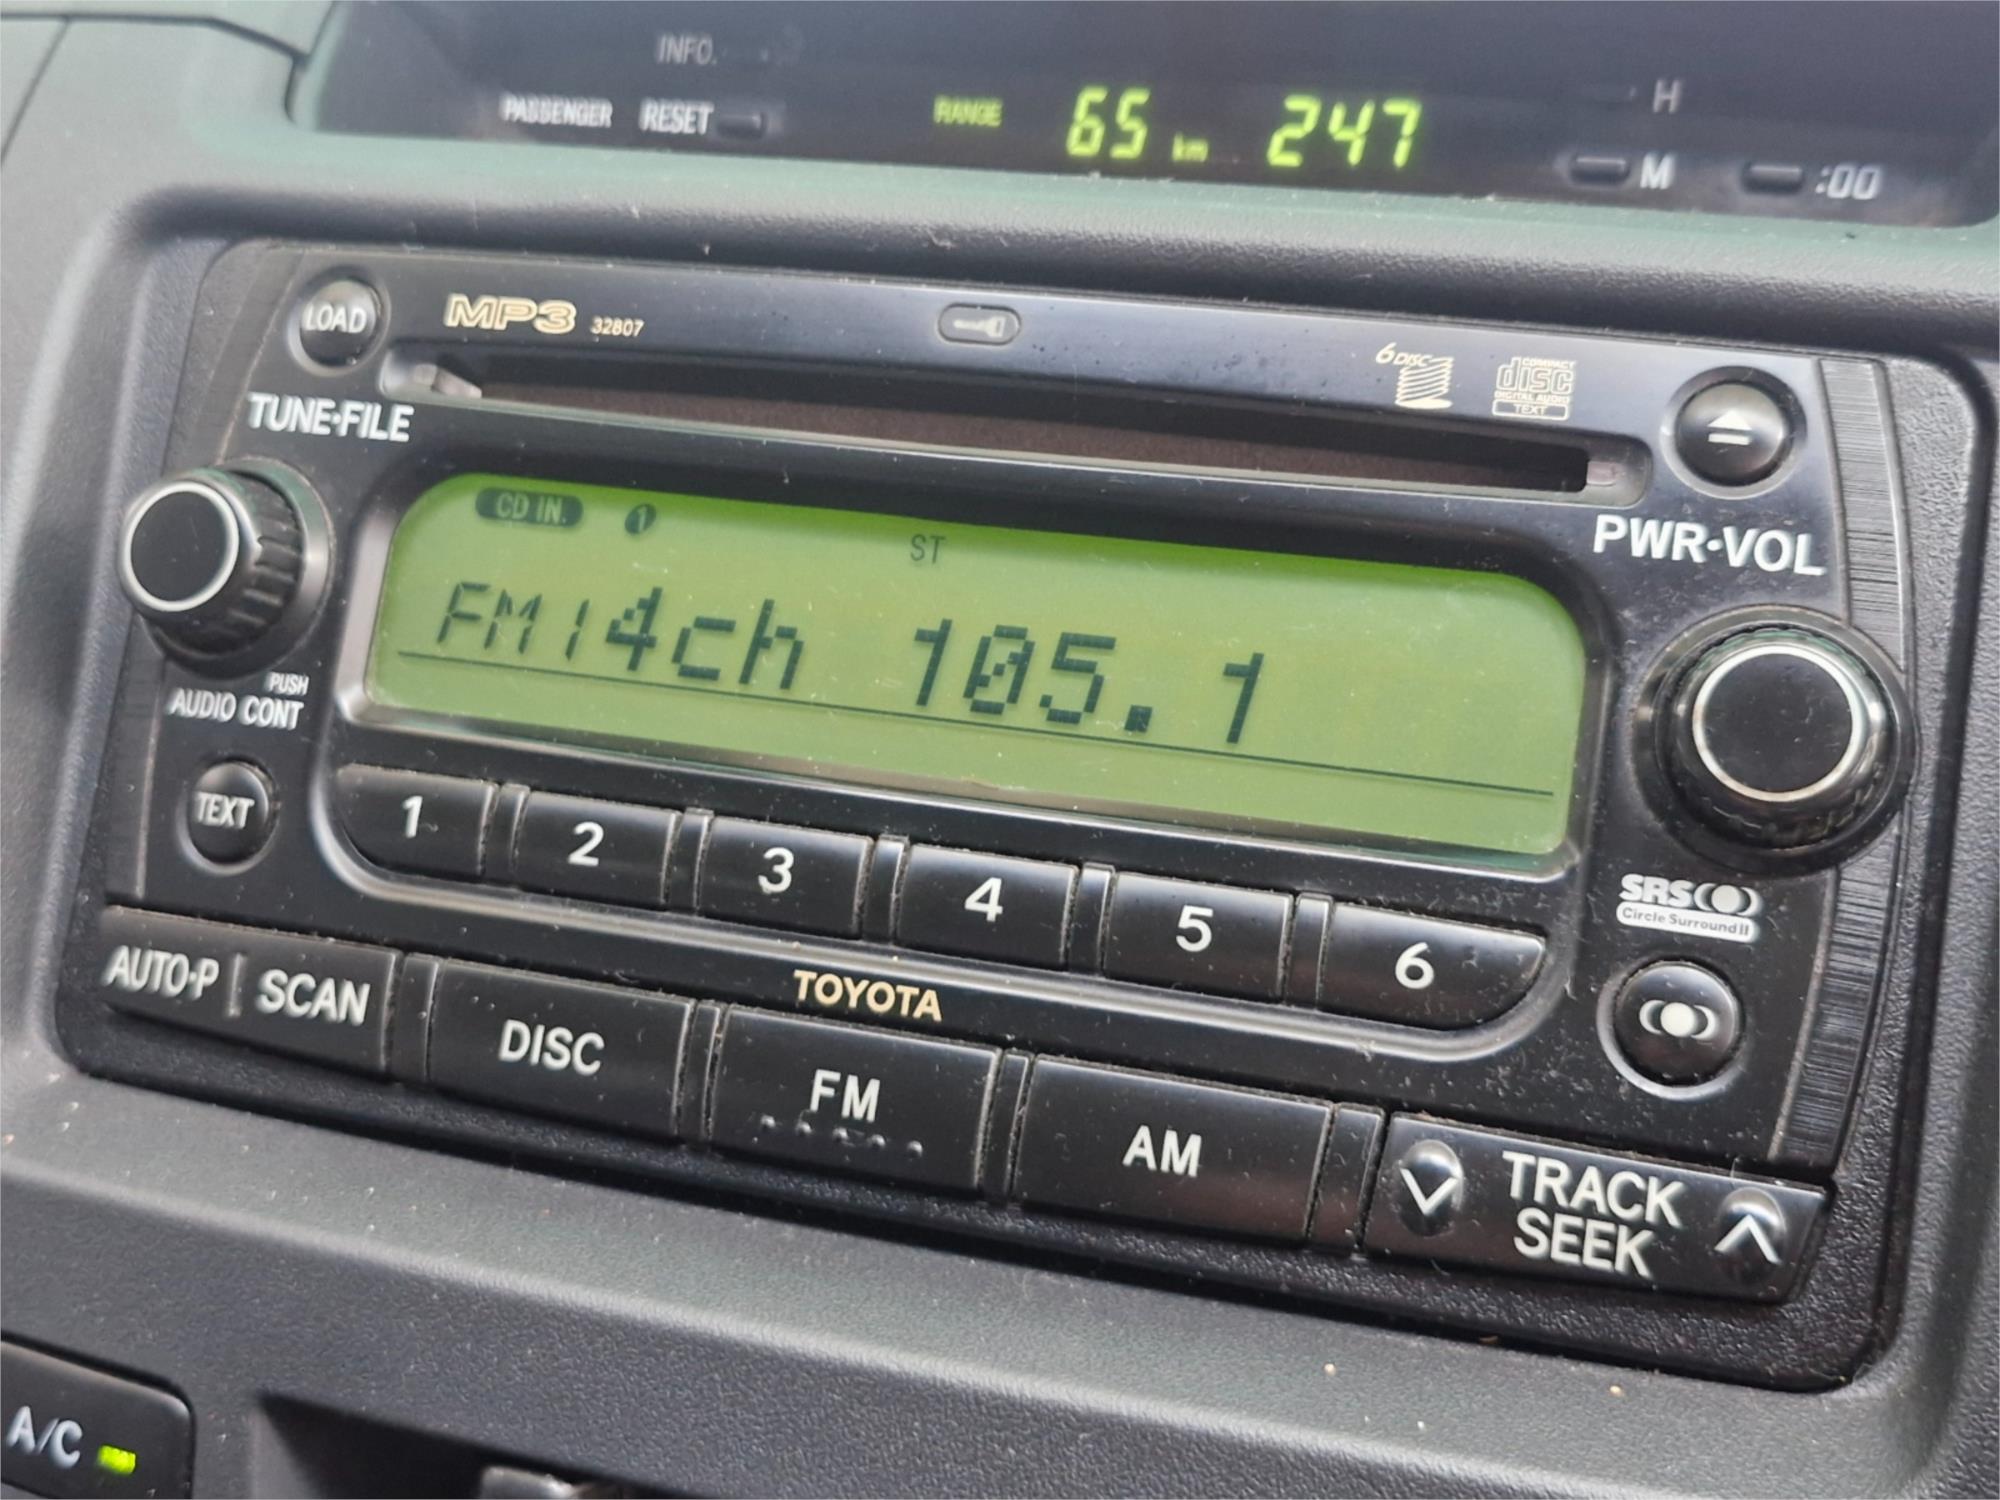 INFO.
PASSENGER RESET RANGE 65 km 247 H
M :00
LOAD MP3 32807 6 DISC COMPACT disc DIGITAL AUDIO TEXT
TUNE•FILE
PWR•VOL
CD IN. 1 ST
FM1 4ch 105.1
PUSH
AUDIO CONT
TEXT
1 2 3 4 5 6
SRS
Circle Surround II
TOYOTA
AUTO•P SCAN DISC FM AM TRACK
SEEK
A/C